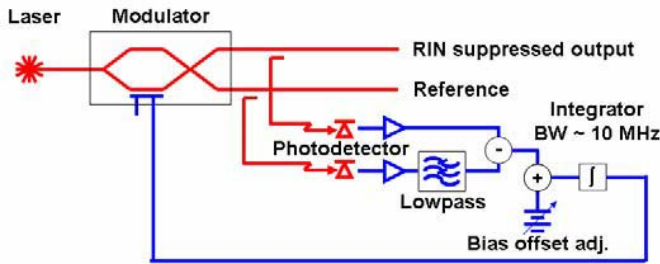 Laser
Modulator
RIN suppressed output
Reference
Integrator
BW ~ 10 MHz
Photodetector
-
+
∫
Lowpass
Bias offset adj.